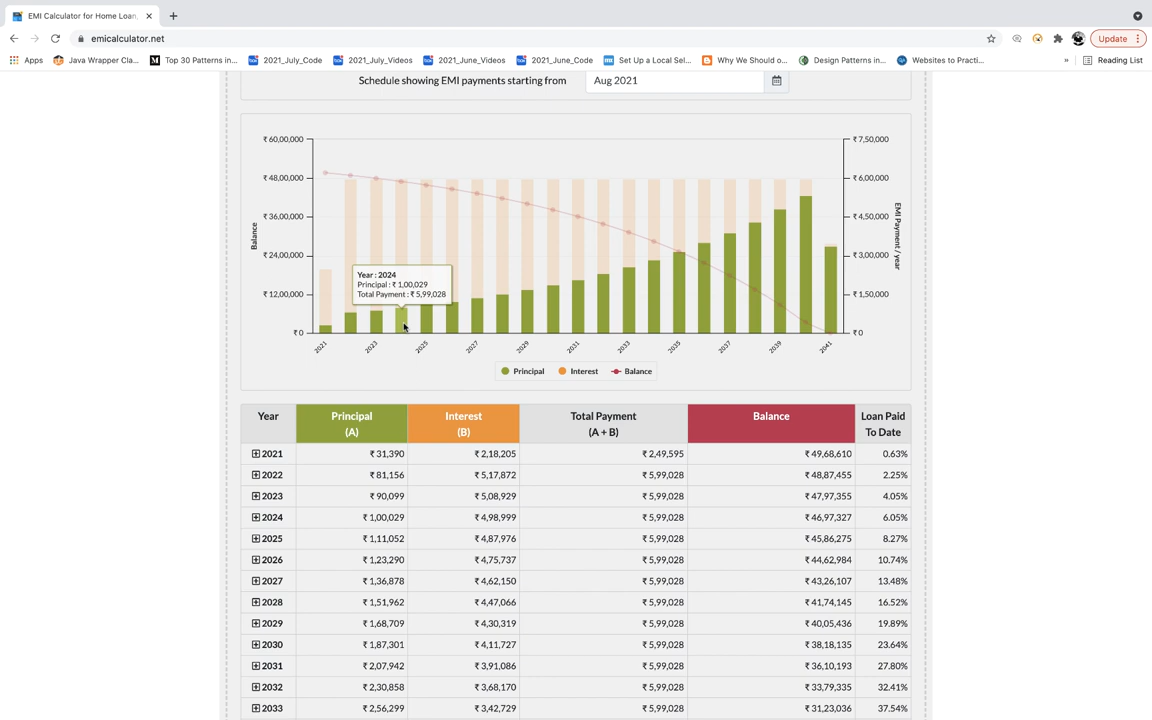 EMI Calculator for Home Loan,
emicalculator.net
Update
Apps Java Wrapper Cla... Top 30 Patterns in... 2021_July_Code 2021_July_Videos 2021_June_Videos 2021_June_Code Set Up a Local Sel... Why We Should o... Design Patterns in... Websites to Practi... » Reading List
Schedule showing EMI payments starting from Aug 2021
₹ 60,00,000 ₹ 7,50,000
₹ 48,00,000 ₹ 6,00,000
₹ 36,00,000 ₹ 4,50,000
₹ 24,00,000 ₹ 3,00,000
₹ 12,00,000 ₹ 1,50,000
₹ 0 ₹ 0
Balance
EMI Payment / year
Year : 2024
Principal : ₹ 1,00,029
Total Payment : ₹ 5,99,028
2021 2023 2025 2027 2029 2031 2033 2035 2037 2039 2041
Principal Interest Balance
Year Principal (A) Interest (B) Total Payment (A + B) Balance Loan Paid To Date
2021 ₹ 31,390 ₹ 2,18,205 ₹ 2,49,595 ₹ 49,68,610 0.63%
2022 ₹ 81,156 ₹ 5,17,872 ₹ 5,99,028 ₹ 48,87,455 2.25%
2023 ₹ 90,099 ₹ 5,08,929 ₹ 5,99,028 ₹ 47,97,355 4.05%
2024 ₹ 1,00,029 ₹ 4,98,999 ₹ 5,99,028 ₹ 46,97,327 6.05%
2025 ₹ 1,11,052 ₹ 4,87,976 ₹ 5,99,028 ₹ 45,86,275 8.27%
2026 ₹ 1,23,290 ₹ 4,75,737 ₹ 5,99,028 ₹ 44,62,984 10.74%
2027 ₹ 1,36,878 ₹ 4,62,150 ₹ 5,99,028 ₹ 43,26,107 13.48%
2028 ₹ 1,51,962 ₹ 4,47,066 ₹ 5,99,028 ₹ 41,74,145 16.52%
2029 ₹ 1,68,709 ₹ 4,30,319 ₹ 5,99,028 ₹ 40,05,436 19.89%
2030 ₹ 1,87,301 ₹ 4,11,727 ₹ 5,99,028 ₹ 38,18,135 23.64%
2031 ₹ 2,07,942 ₹ 3,91,086 ₹ 5,99,028 ₹ 36,10,193 27.80%
2032 ₹ 2,30,858 ₹ 3,68,170 ₹ 5,99,028 ₹ 33,79,335 32.41%
2033 ₹ 2,56,299 ₹ 3,42,729 ₹ 5,99,028 ₹ 31,23,036 37.54%